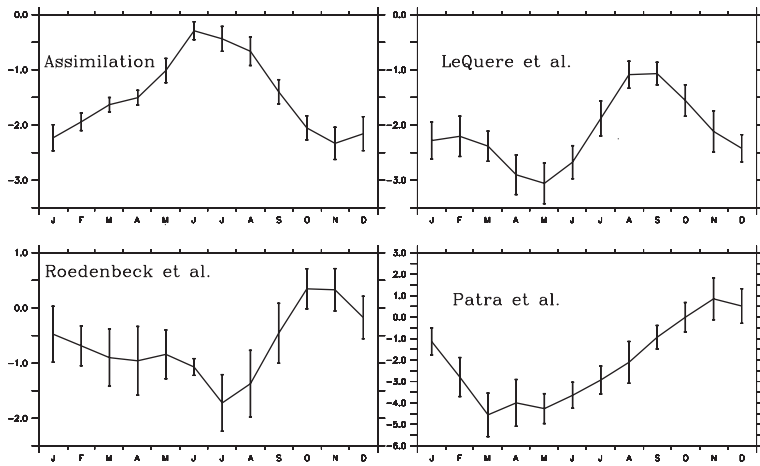 0.0
Assimilation
-1.0
-2.0
-3.0
J F M A M J J A S O N D
0.0
LeQuere et al.
-1.0
-2.0
-3.0
J F M A M J J A S O N D
1.0
Roedenbeck et al.
0.0
-1.0
-2.0
J F M A M J J A S O N D
3.0
2.0
Patra et al.
1.0
0.0
-1.0
-2.0
-3.0
-4.0
-5.0
-6.0
J F M A M J J A S O N D